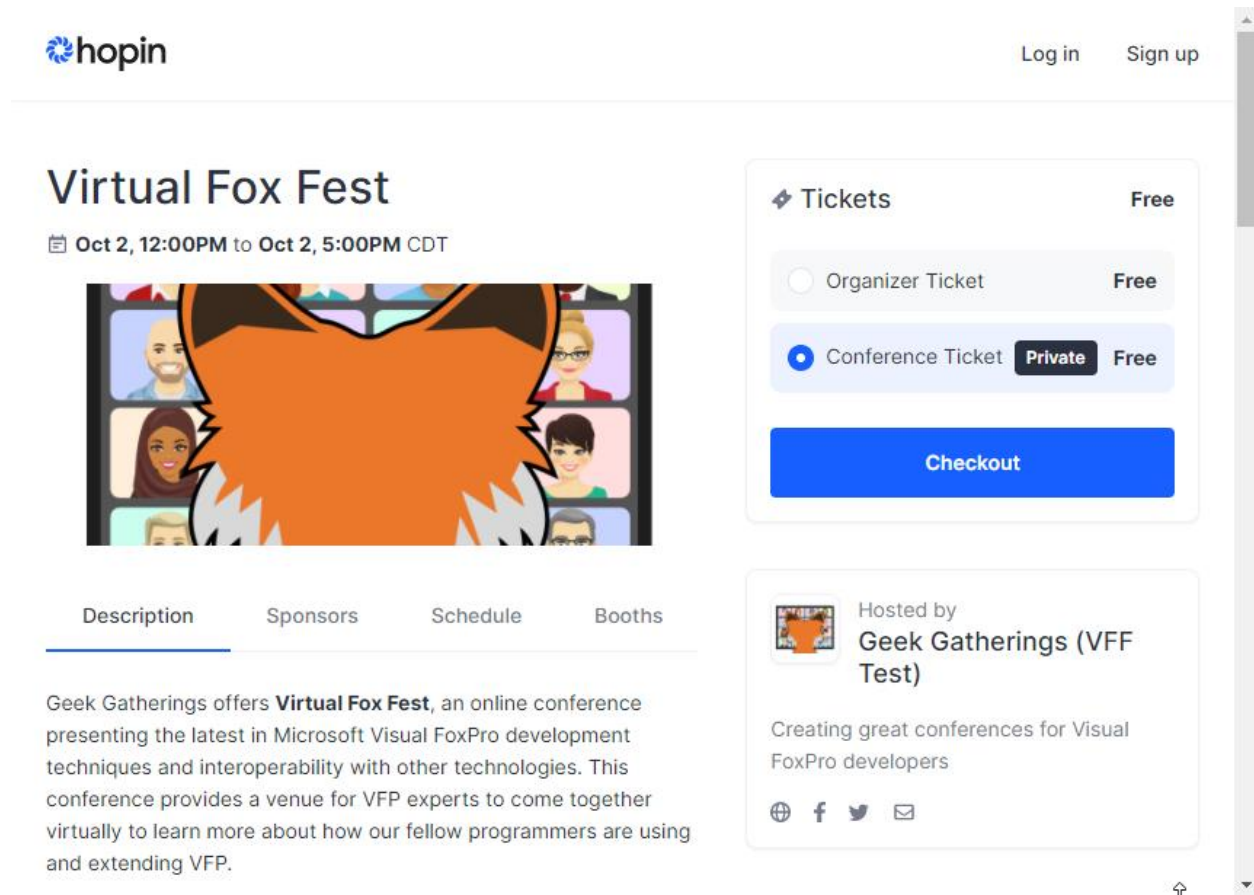 hopin
Log in
Sign up
Virtual Fox Fest
Oct 2, 12:00PM to Oct 2, 5:00PM CDT
Description
Sponsors
Schedule
Booths
Geek Gatherings offers Virtual Fox Fest, an online conference
presenting the latest in Microsoft Visual FoxPro development
techniques and interoperability with other technologies. This
conference provides a venue for VFP experts to come together
virtually to learn more about how our fellow programmers are using
and extending VFP.
Tickets
Free
Organizer Ticket
Free
Conference Ticket
Private
Free
Checkout
Hosted by
Geek Gatherings (VFF
Test)
Creating great conferences for Visual
FoxPro developers